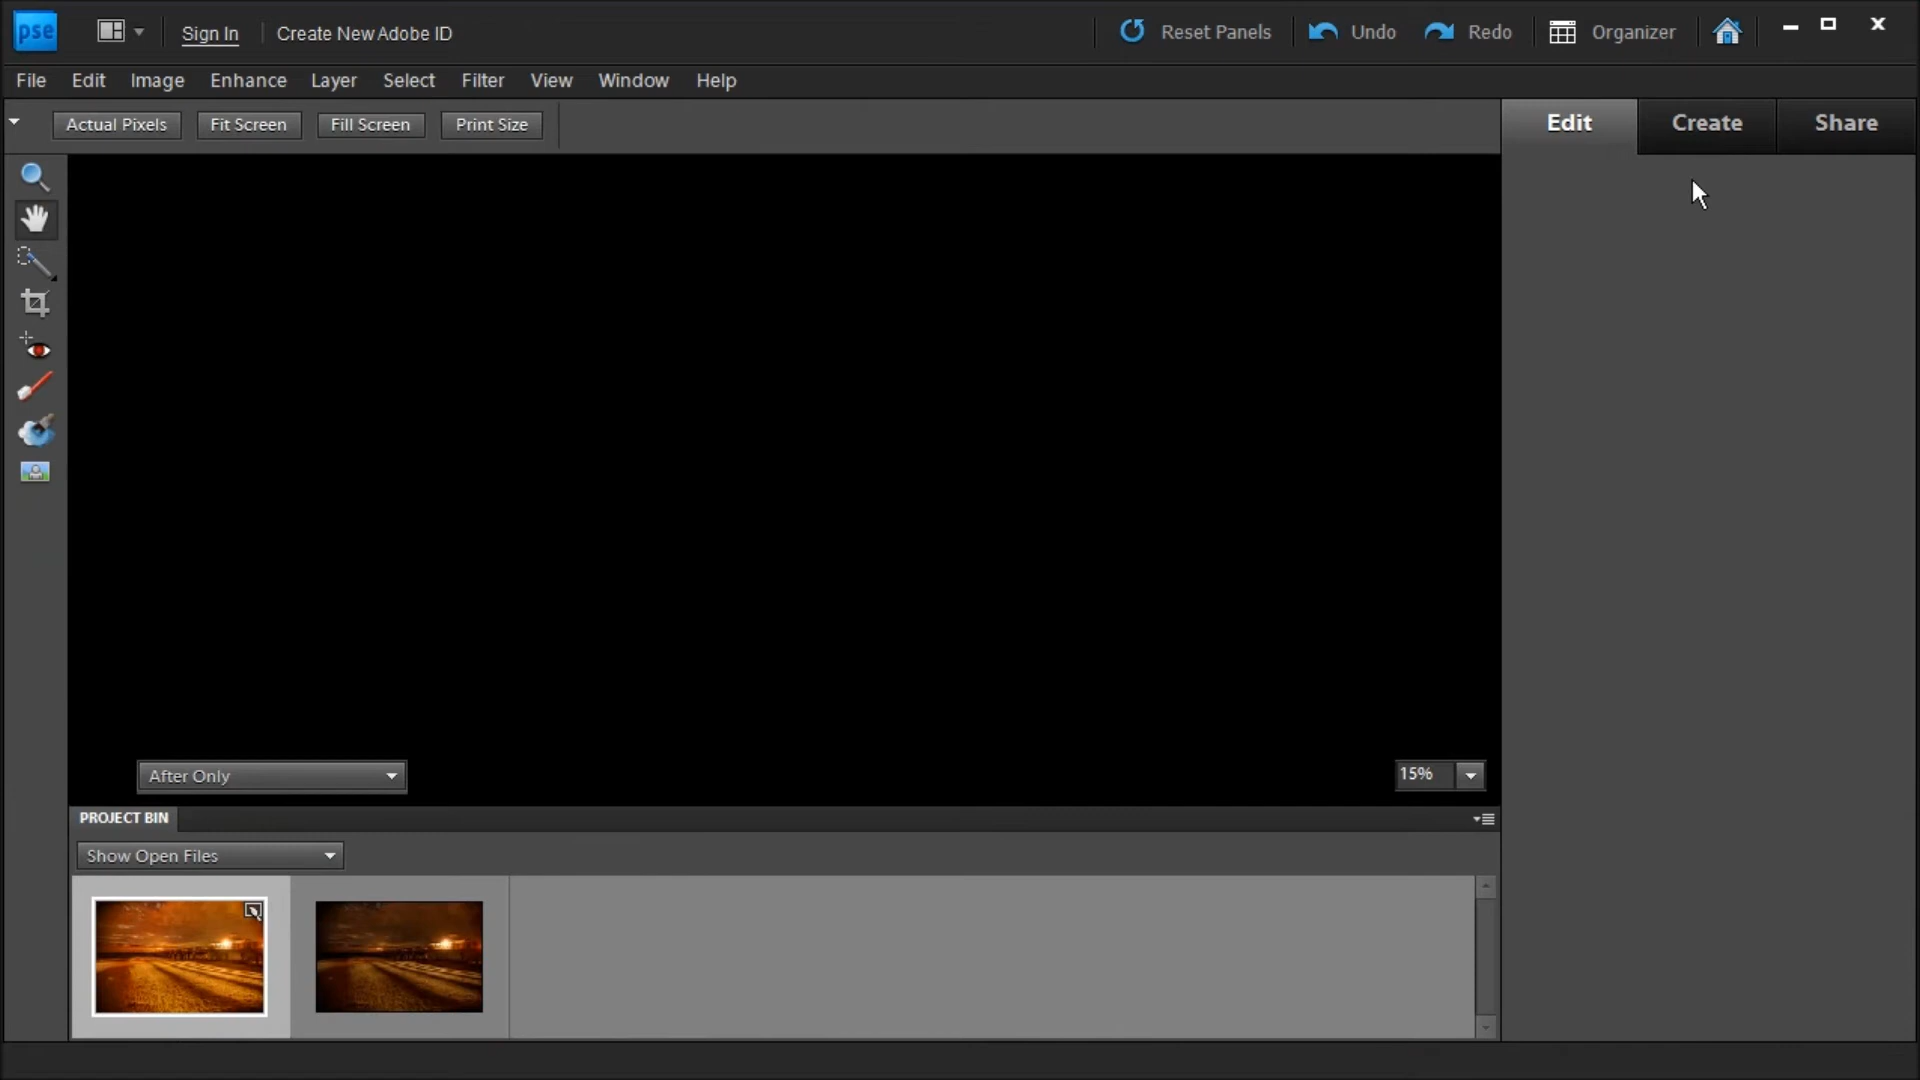 pse Sign In Create New Adobe ID Reset Panels Undo Redo Organizer
File Edit Image Enhance Layer Select Filter View Window Help
Actual Pixels Fit Screen Fill Screen Print Size Edit Create Share
After Only 15%
PROJECT BIN
Show Open Files